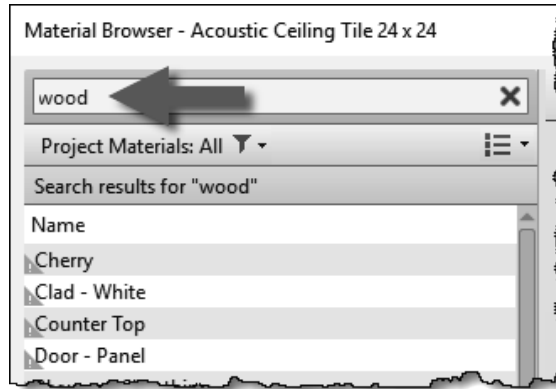 Material Browser - Acoustic Ceiling Tile 24 x 24
wood
Project Materials: All
Search results for "wood"
Name
Cherry
Clad - White
Counter Top
Door - Panel